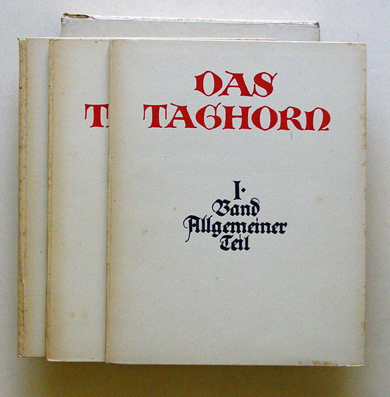 DAS
TAGHORN
I.
Band
Allgemeiner
Teil
T